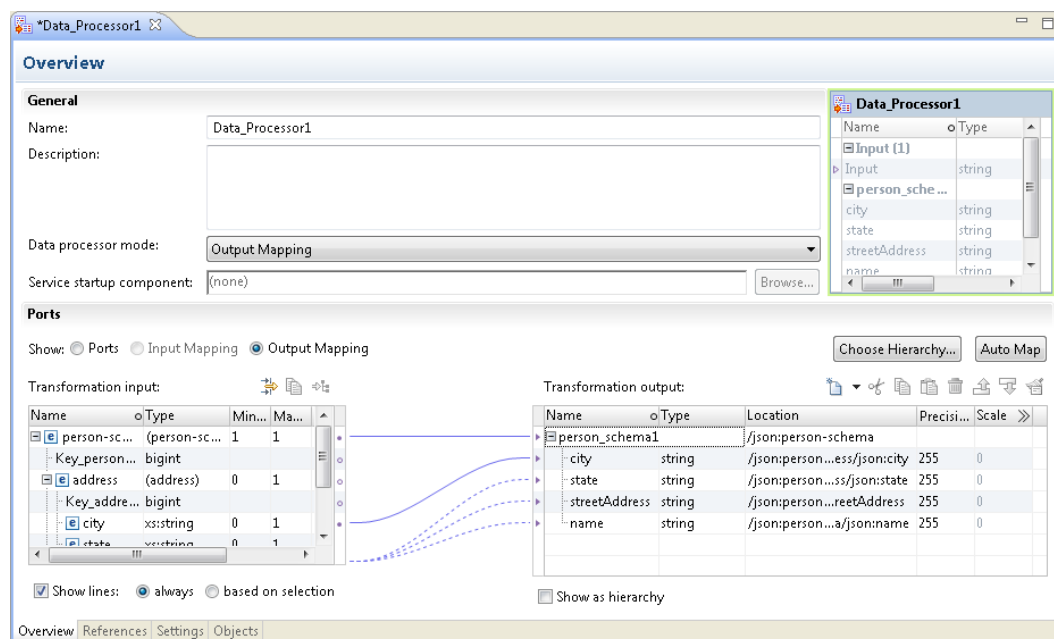 *Data_Processor1
Overview
General
Name: Data_Processor1
Description:
Data processor mode: Output Mapping
Service startup component: (none) Browse...
Data_Processor1
Name Type
Input (1)
Input string
person_sche...
city string
state string
streetAddress string
name string
Ports
Show: Ports Input Mapping Output Mapping
Choose Hierarchy... Auto Map
Transformation input:
Name Type Min... Ma...
person-sc... (person-sc... 1 1
Key_person... bigint
address (address) 0 1
Key_addre... bigint
city xs:string 0 1
state xs:string 0 1
Transformation output:
Name Type Location Precisi... Scale
person_schema1 /json:person-schema
city string /json:person...ess/json:city 255 0
state string /json:person...ss/json:state 255 0
streetAddress string /json:person...reetAddress 255 0
name string /json:person...a/json:name 255 0
Show lines: always based on selection
Show as hierarchy
Overview References Settings Objects